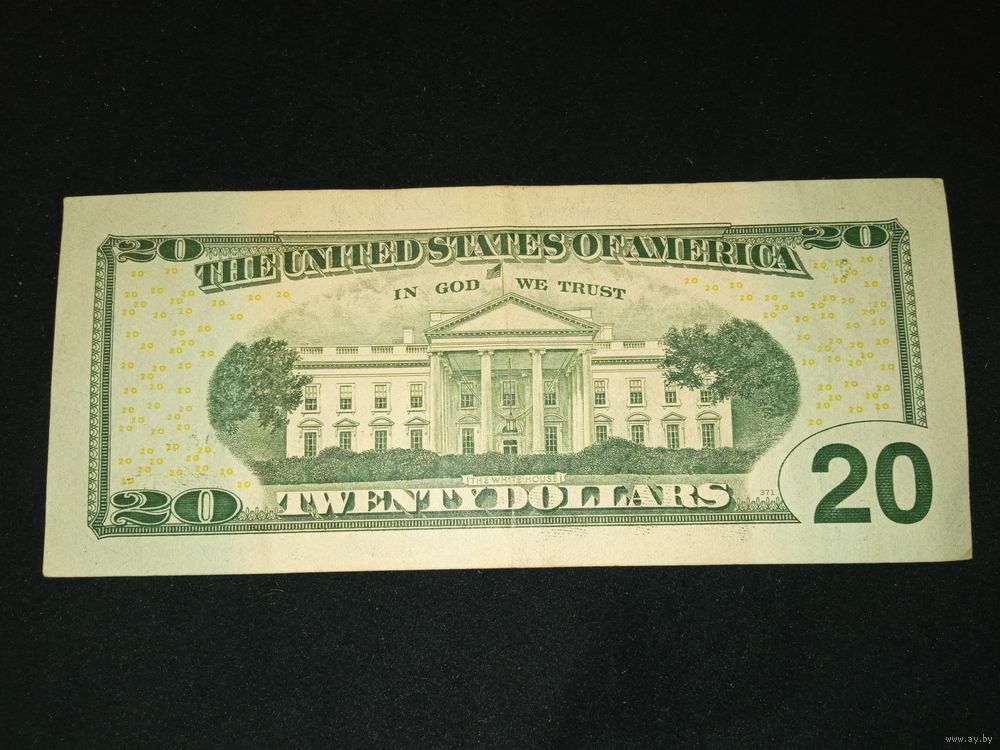 20 20
THE UNITED STATES OF AMERICA
IN GOD WE TRUST
THE WHITE HOUSE
20 TWENTY DOLLARS 371 20
www.ay.by